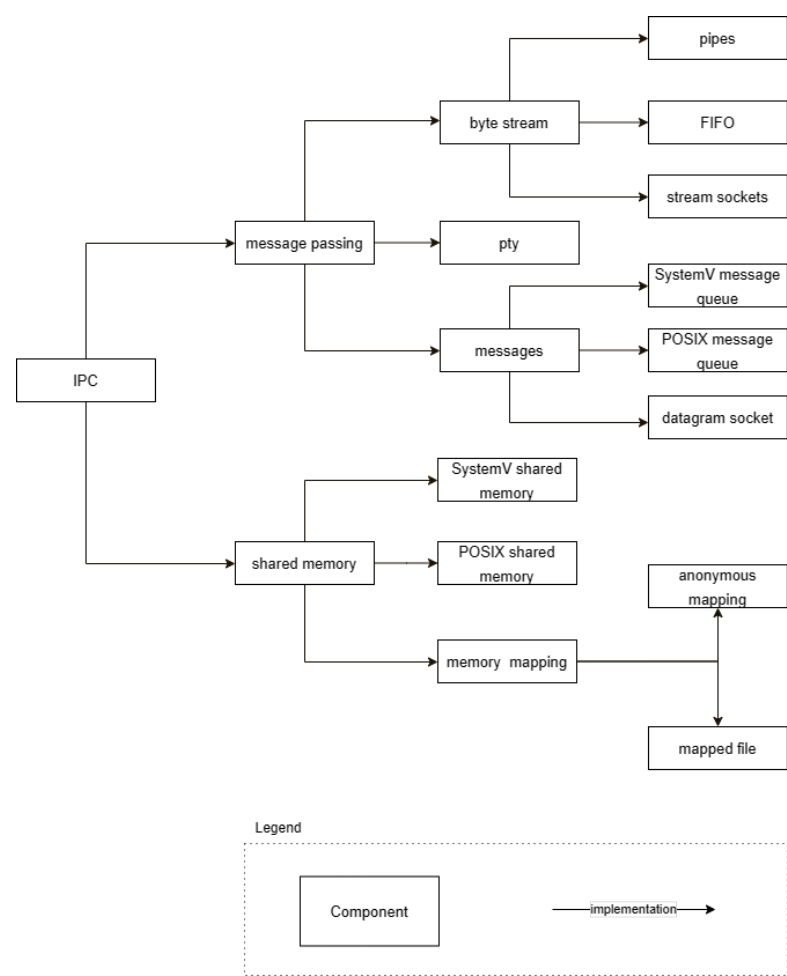 pipes
byte stream
FIFO
stream sockets
message passing
pty
SystemV message
queue
messages
POSIX message
queue
IPC
datagram socket
SystemV shared
memory
shared memory
POSIX shared
memory
anonymous
mapping
memory mapping
mapped file
Legend
Component
implementation